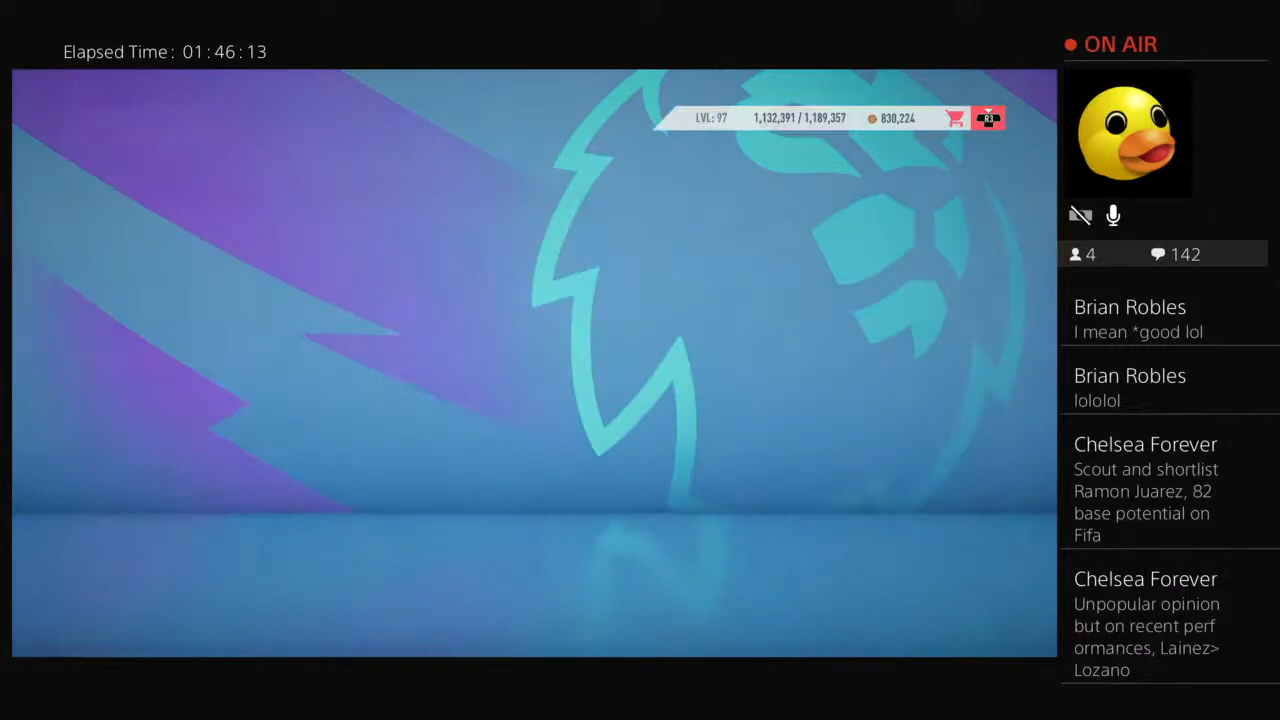 Elapsed Time: 01:46:13
LVL: 97 1,132,391 / 1,189,357 830,224 R3
ON AIR
4 142
Brian Robles
I mean *good lol
Brian Robles
lololol
Chelsea Forever
Scout and shortlist
Ramon Juarez, 82
base potential on
Fifa
Chelsea Forever
Unpopular opinion
but on recent perf
ormances, Lainez>
Lozano